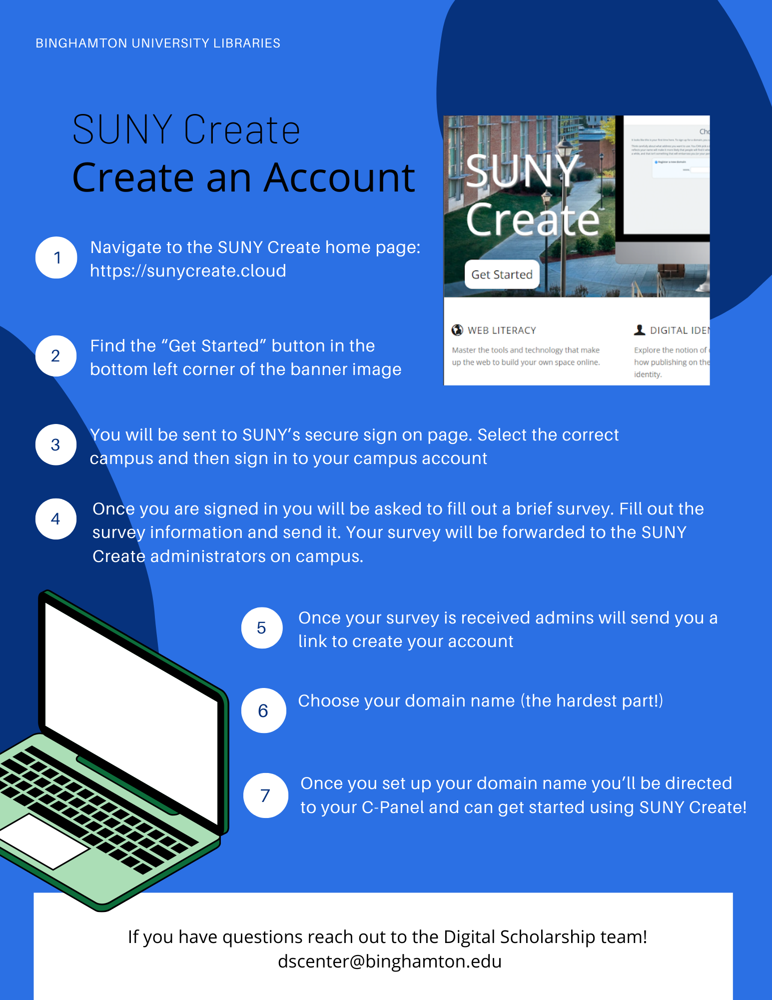 BINGHAMTON UNIVERSITY LIBRARIES
SUNY Create
Create an Account
1
Navigate to the SUNY Create home page:
https://sunycreate.cloud
SUNY
Create
Get Started
Register a new domain
WEB LITERACY
Master the tools and technology that make
up the web to build your own space online.
DIGITAL IDEN
Explore the notion of
how publishing on the
identity.
2
Find the “Get Started” button in the
bottom left corner of the banner image
3
You will be sent to SUNY’s secure sign on page. Select the correct
campus and then sign in to your campus account
4
Once you are signed in you will be asked to fill out a brief survey. Fill out the
survey information and send it. Your survey will be forwarded to the SUNY
Create administrators on campus.
5
Once your survey is received admins will send you a
link to create your account
6
Choose your domain name (the hardest part!)
7
Once you set up your domain name you’ll be directed
to your C-Panel and can get started using SUNY Create!
If you have questions reach out to the Digital Scholarship team!
dscenter@binghamton.edu